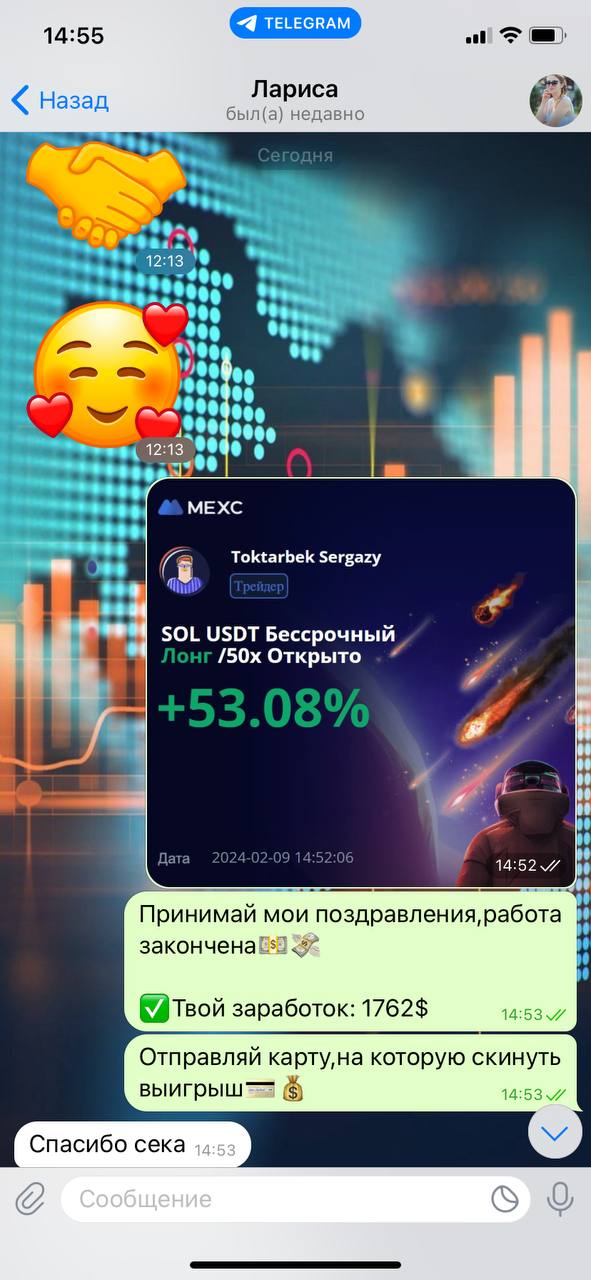 14:55
TELEGRAM
Назад
Лариса
был(а) недавно
Сегодня
12:13
12:13
MEXC
Toktarbek Sergazy
Трейдер
SOL USDT Бессрочный
Лонг /50x Открыто
+53.08%
Дата 2024-02-09 14:52:06
14:52
Принимай мои поздравления,работа
закончена
Твой заработок: 1762$
14:53
Отправляй карту,на которую скинуть
выигрыш
14:53
Спасибо сека 14:53
Сообщение